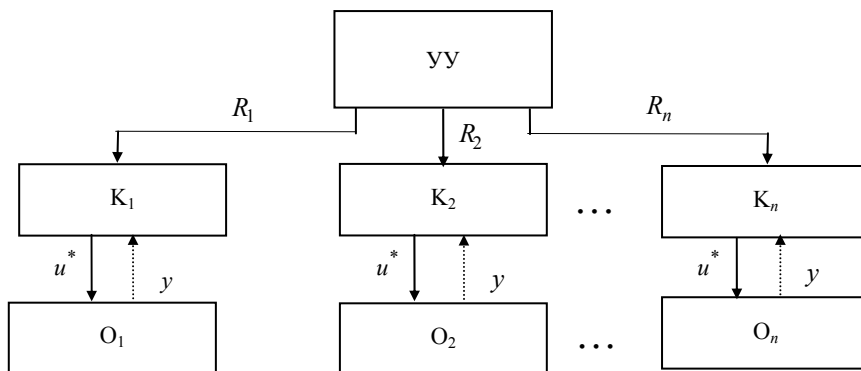 УУ
R₁ R₂ Rₙ
K₁ K₂ ... Kₙ
u* y u* y u* y
O₁ O₂ ... Oₙ